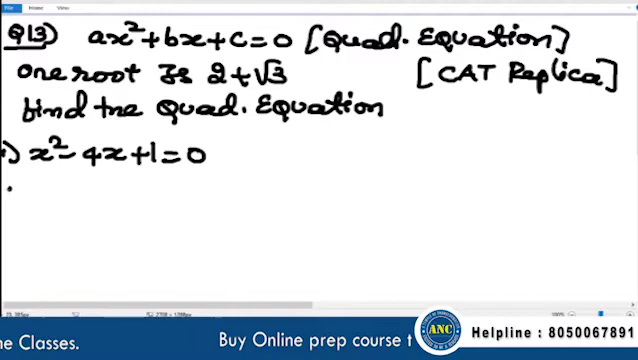 Home View
Q13) ax²+bx+c=0 [Quad. Equation]
one root Is 2+√3 [CAT Replica]
find the Quad. Equation
i) x²-4x+1=0
100%
ne Classes. Buy Online prep course t
ANC
Helpline : 8050067891